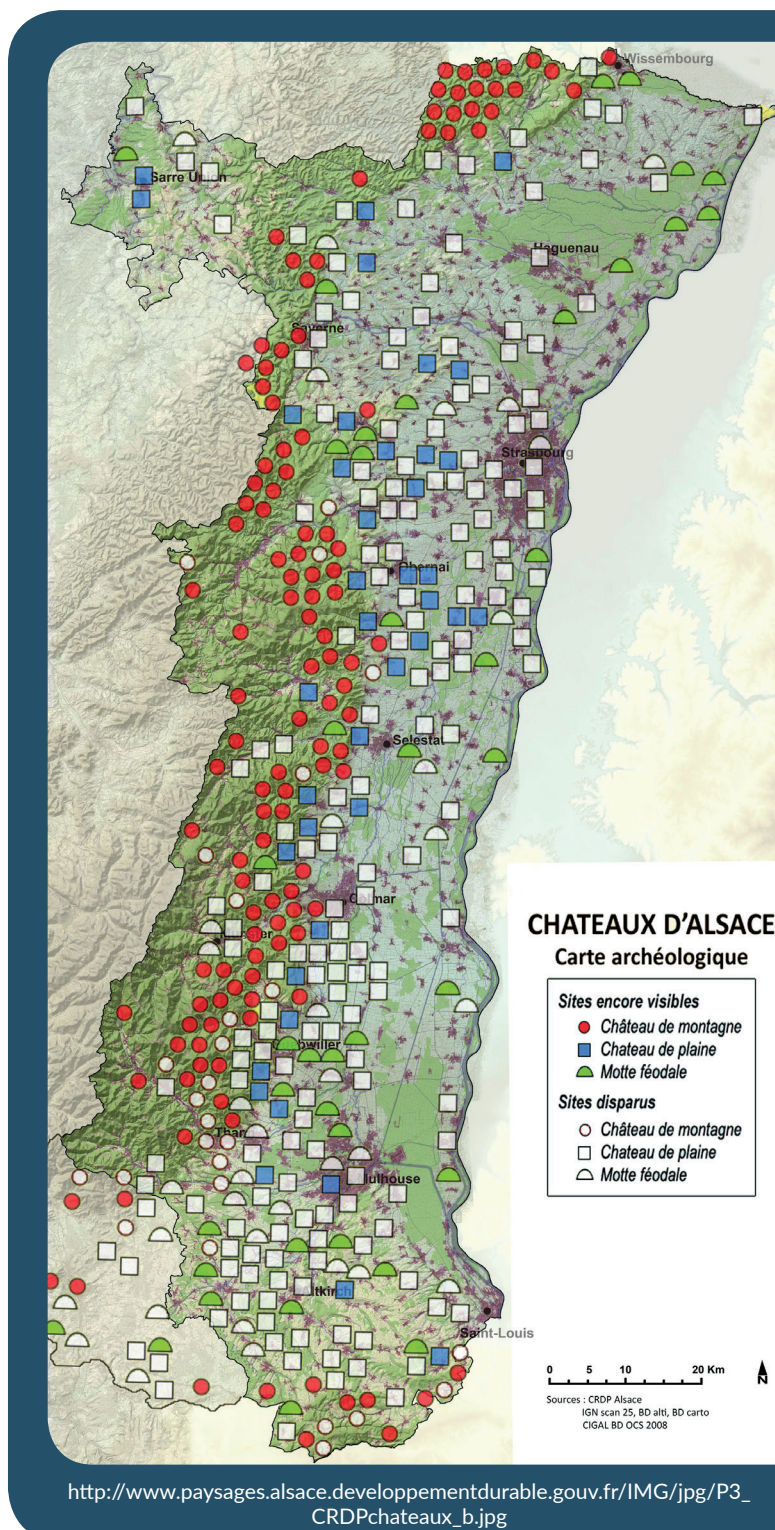 Wissembourg
Sarre Union
Haguenau
Saverne
Strasbourg
Obernai
Selestat
Colmar
CHATEAUX D'ALSACE
Carte archéologique
Sites encore visibles
Château de montagne
Chateau de plaine
Motte féodale
Sites disparus
Château de montagne
Chateau de plaine
Motte féodale
Saint-Louis
0 5 10 20 Km
N
Sources : CRDP Alsace
IGN scan 25, BD alti, BD carto
CIGAL BD OCS 2008
http://www.paysages.alsace.developpementdurable.gouv.fr/IMG/jpg/P3_
CRDPchateaux_b.jpg